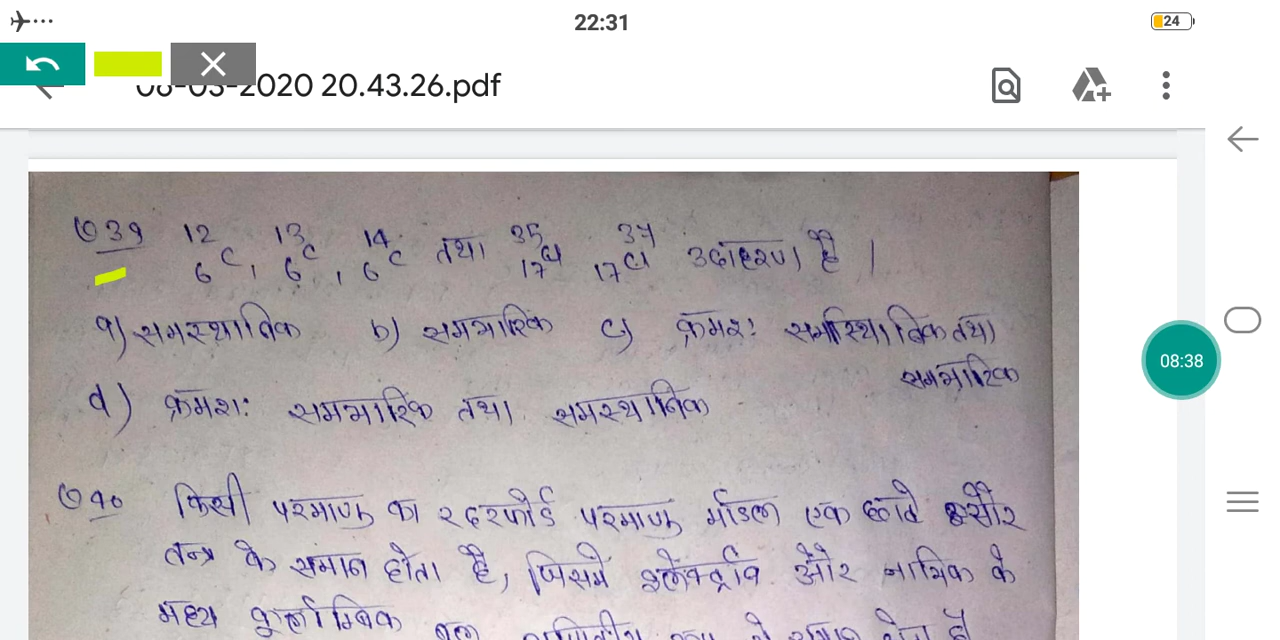 22:31
24
06-03-2020 20.43.26.pdf
Q39 ¹²₆C, ¹³₆C, ¹⁴₆C तथा ³⁵₁₇Cl ³⁷₁₇Cl उदाहरण है |
a) समस्थानिक b) समभारिक c) क्रमशः समस्थानिक तथा
समभारिक
d) क्रमशः समभारिक तथा समस्थानिक
08:38
Q40 किसी परमाणु का रदरफोर्ड परमाणु मॉडल एक छोटे सौर
तन्त्र के समान होता है, जिसमे इलेक्ट्रॉन और नाभिक के
मध्य कूलॉम्बिक बल